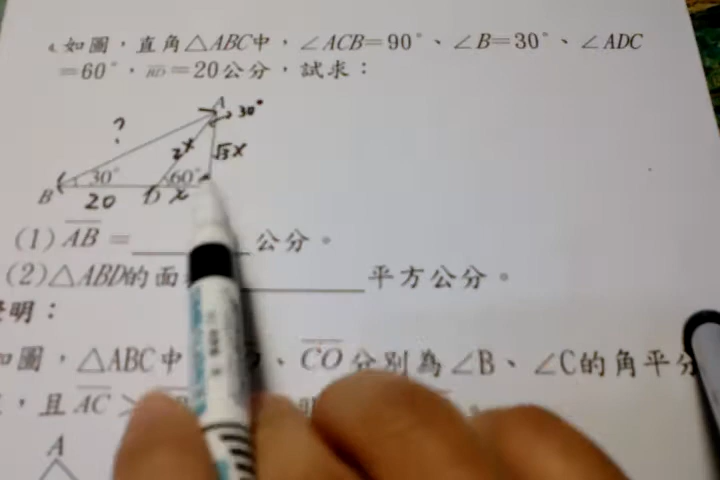 4. 如圖，直角△ABC中，∠ACB=90°、∠B=30°、∠ADC
=60°，BD=20公分，試求：
A 30°
?
2x √3x
30° 60°
B 20 D x
(1) AB = 公分。
(2)△ABD的面 平方公分。
明：
如圖，△ABC中 、CO分別為∠B、∠C的角平分
，且 AC >
A